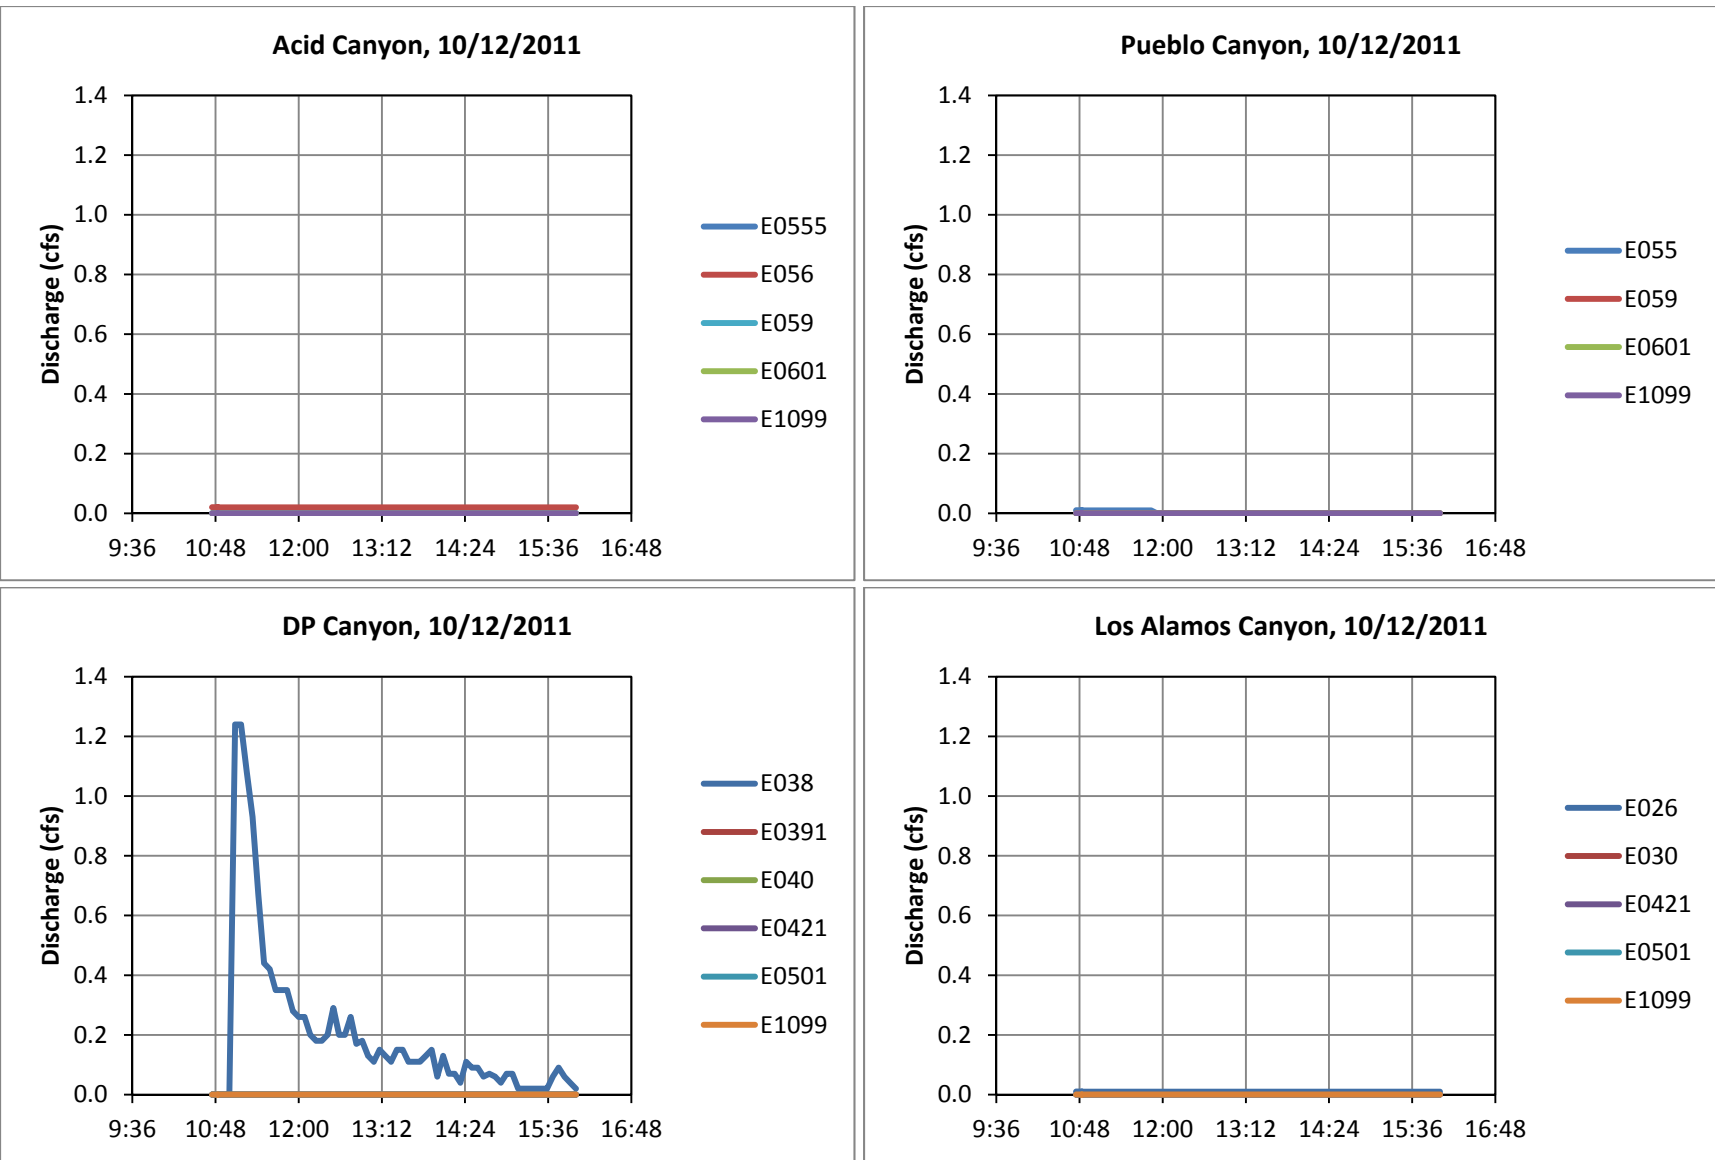 Acid Canyon, 10/12/2011
Discharge (cfs)
1.4
1.2
1.0
0.8
0.6
0.4
0.2
0.0
9:36 10:48 12:00 13:12 14:24 15:36 16:48
E0555
E056
E059
E0601
E1099
Pueblo Canyon, 10/12/2011
Discharge (cfs)
1.4
1.2
1.0
0.8
0.6
0.4
0.2
0.0
9:36 10:48 12:00 13:12 14:24 15:36 16:48
E055
E059
E0601
E1099
DP Canyon, 10/12/2011
Discharge (cfs)
1.4
1.2
1.0
0.8
0.6
0.4
0.2
0.0
9:36 10:48 12:00 13:12 14:24 15:36 16:48
E038
E0391
E040
E0421
E0501
E1099
Los Alamos Canyon, 10/12/2011
Discharge (cfs)
1.4
1.2
1.0
0.8
0.6
0.4
0.2
0.0
9:36 10:48 12:00 13:12 14:24 15:36 16:48
E026
E030
E0421
E0501
E1099